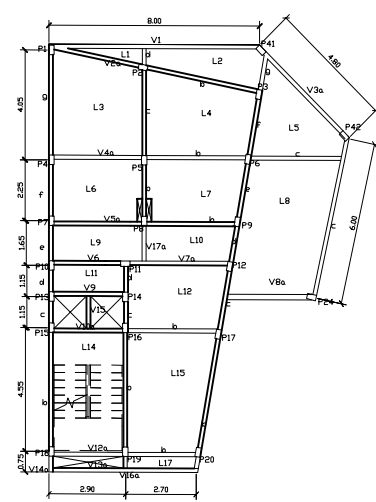 8.00
V1
P41
P1
L1
d
L2
g
P2
V2a
b
P3
4.80
V3a
g
L3
c
L4
f
L5
P42
4.05
V4a
b
P6
c
P4
P5
L6
b
L7
e
L8
2.25
f
V5a
b
P7
P8
P9
6.00
c
L9
L10
d
1.65
e
V17a
V6
V7a
P10
P11
P12
L11
d
1.15
d
V9
L12
V8a
P13
P14
c
P24
V15
1.15
c
c
b
P15
P17
L14
L15
4.55
b
b
V12a
b
P18
P19
P20
0.75
V13a
L17
V14a
V16a
2.90
2.70